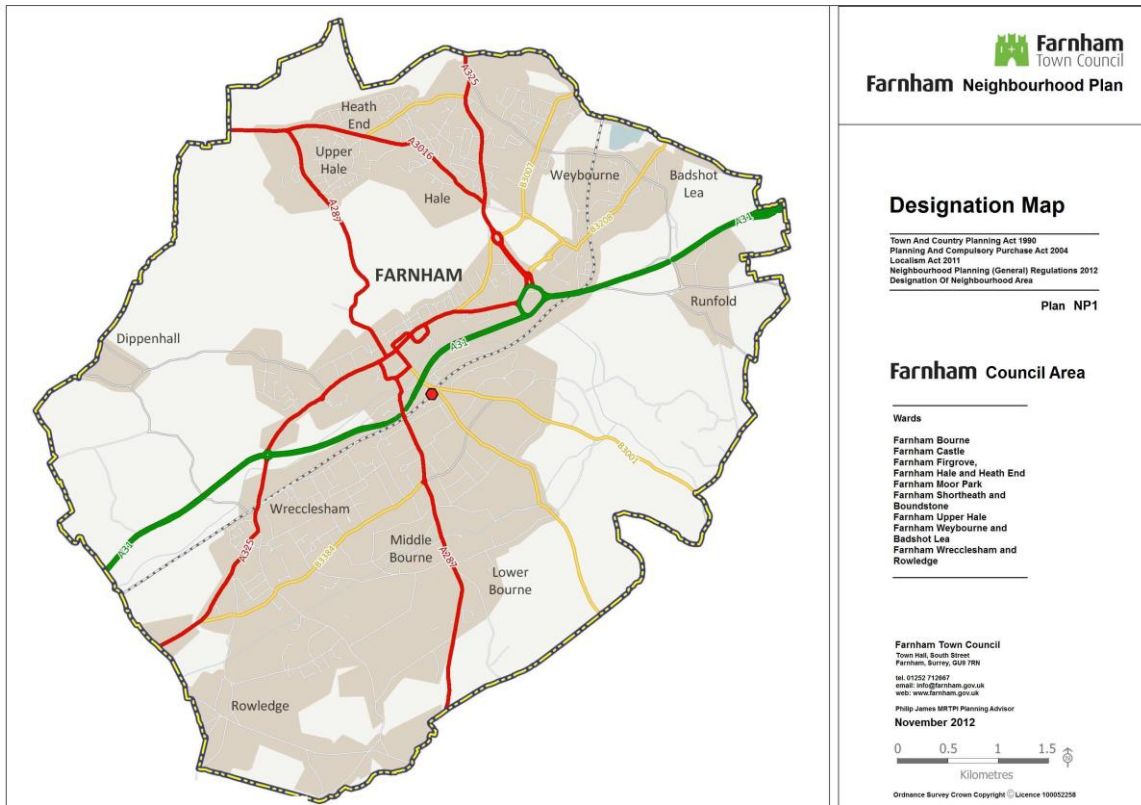 A325
Heath
End
A3016
Upper
Hale
B3007
Weybourne
Badshot
Lea
Hale
A287
B3208
A31
FARNHAM
Runfold
Dippenhall
A31
B3001
Wrecclesham
A31
A325
B3384
Middle
Bourne
A287
Lower
Bourne
Rowledge
Farnham
Town Council
Farnham Neighbourhood Plan
Designation Map
Town And Country Planning Act 1990
Planning And Compulsory Purchase Act 2004
Localism Act 2011
Neighbourhood Planning (General) Regulations 2012
Designation Of Neighbourhood Area
Plan NP1
Farnham Council Area
Wards
Farnham Bourne
Farnham Castle
Farnham Firgrove,
Farnham Hale and Heath End
Farnham Moor Park
Farnham Shortheath and
Boundstone
Farnham Upper Hale
Farnham Weybourne and
Badshot Lea
Farnham Wrecclesham and
Rowledge
Farnham Town Council
Town Hall, South Street
Farnham, Surrey, GU9 7RN
tel. 01252 712667
email: info@farnham.gov.uk
web: www.farnham.gov.uk
Philip James MRTPI Planning Advisor
November 2012
0 0.5 1 1.5
Kilometres
Ordnance Survey Crown Copyright © Licence 100052258